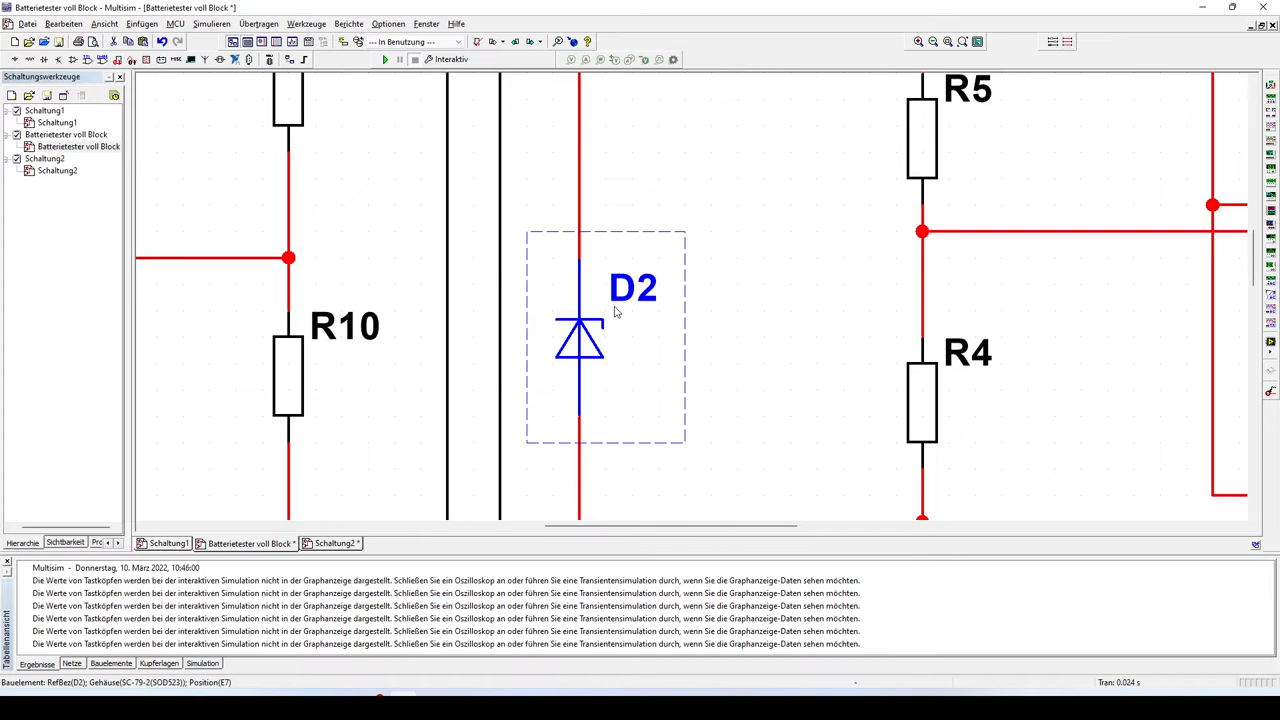 Batterietester voll Block - Multisim - [Batterietester voll Block *]
Datei Bearbeiten Ansicht Einfügen MCU Simulieren Übertragen Werkzeuge Berichte Optionen Fenster Hilfe
--- In Benutzung ---
Interaktiv
Schaltungswerkzeuge
Schaltung1
Schaltung1
Batterietester voll Block
Batterietester voll Block
Schaltung2
Schaltung2
R5
D2
R10
R4
Hierarchie Sichtbarkeit
Schaltung1 Batterietester voll Block * Schaltung2 *
Tabellenansicht
Multisim - Donnerstag, 10. März 2022, 10:46:00
Die Werte von Tastköpfen werden bei der interaktiven Simulation nicht in der Graphanzeige dargestellt. Schließen Sie ein Oszilloskop an oder führen Sie eine Transientensimulation durch, wenn Sie die Graphanzeige-Daten sehen möchten.
Die Werte von Tastköpfen werden bei der interaktiven Simulation nicht in der Graphanzeige dargestellt. Schließen Sie ein Oszilloskop an oder führen Sie eine Transientensimulation durch, wenn Sie die Graphanzeige-Daten sehen möchten.
Die Werte von Tastköpfen werden bei der interaktiven Simulation nicht in der Graphanzeige dargestellt. Schließen Sie ein Oszilloskop an oder führen Sie eine Transientensimulation durch, wenn Sie die Graphanzeige-Daten sehen möchten.
Die Werte von Tastköpfen werden bei der interaktiven Simulation nicht in der Graphanzeige dargestellt. Schließen Sie ein Oszilloskop an oder führen Sie eine Transientensimulation durch, wenn Sie die Graphanzeige-Daten sehen möchten.
Die Werte von Tastköpfen werden bei der interaktiven Simulation nicht in der Graphanzeige dargestellt. Schließen Sie ein Oszilloskop an oder führen Sie eine Transientensimulation durch, wenn Sie die Graphanzeige-Daten sehen möchten.
Die Werte von Tastköpfen werden bei der interaktiven Simulation nicht in der Graphanzeige dargestellt. Schließen Sie ein Oszilloskop an oder führen Sie eine Transientensimulation durch, wenn Sie die Graphanzeige-Daten sehen möchten.
Ergebnisse Netze Bauelemente Kupferlagen Simulation
Bauelement: RefBez(D2); Gehäuse(SC-79-2(SOD523)); Position(E7) - Tran: 0.024 s